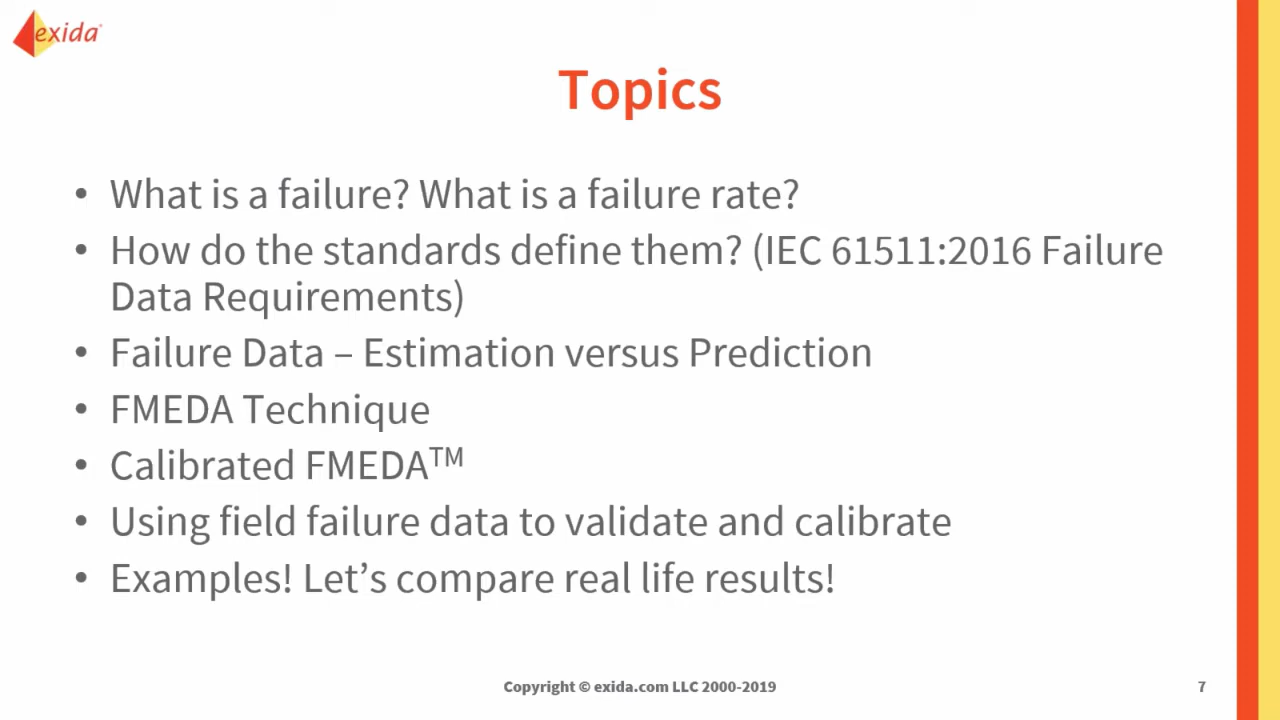 exida
Topics
• What is a failure? What is a failure rate?
• How do the standards define them? (IEC 61511:2016 Failure
Data Requirements)
• Failure Data – Estimation versus Prediction
• FMEDA Technique
• Calibrated FMEDA™
• Using field failure data to validate and calibrate
• Examples! Let’s compare real life results!
Copyright © exida.com LLC 2000-2019
7